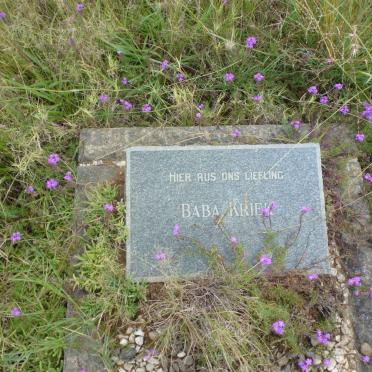 HIER RUS ONS LIEFLING
BABA KRIEL